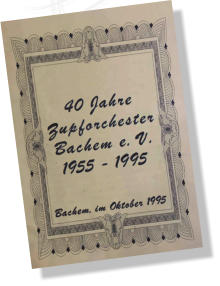 40 Jahre
Zupforchester
Bachem e. V.
1955 - 1995
Bachem, im Oktober 1995